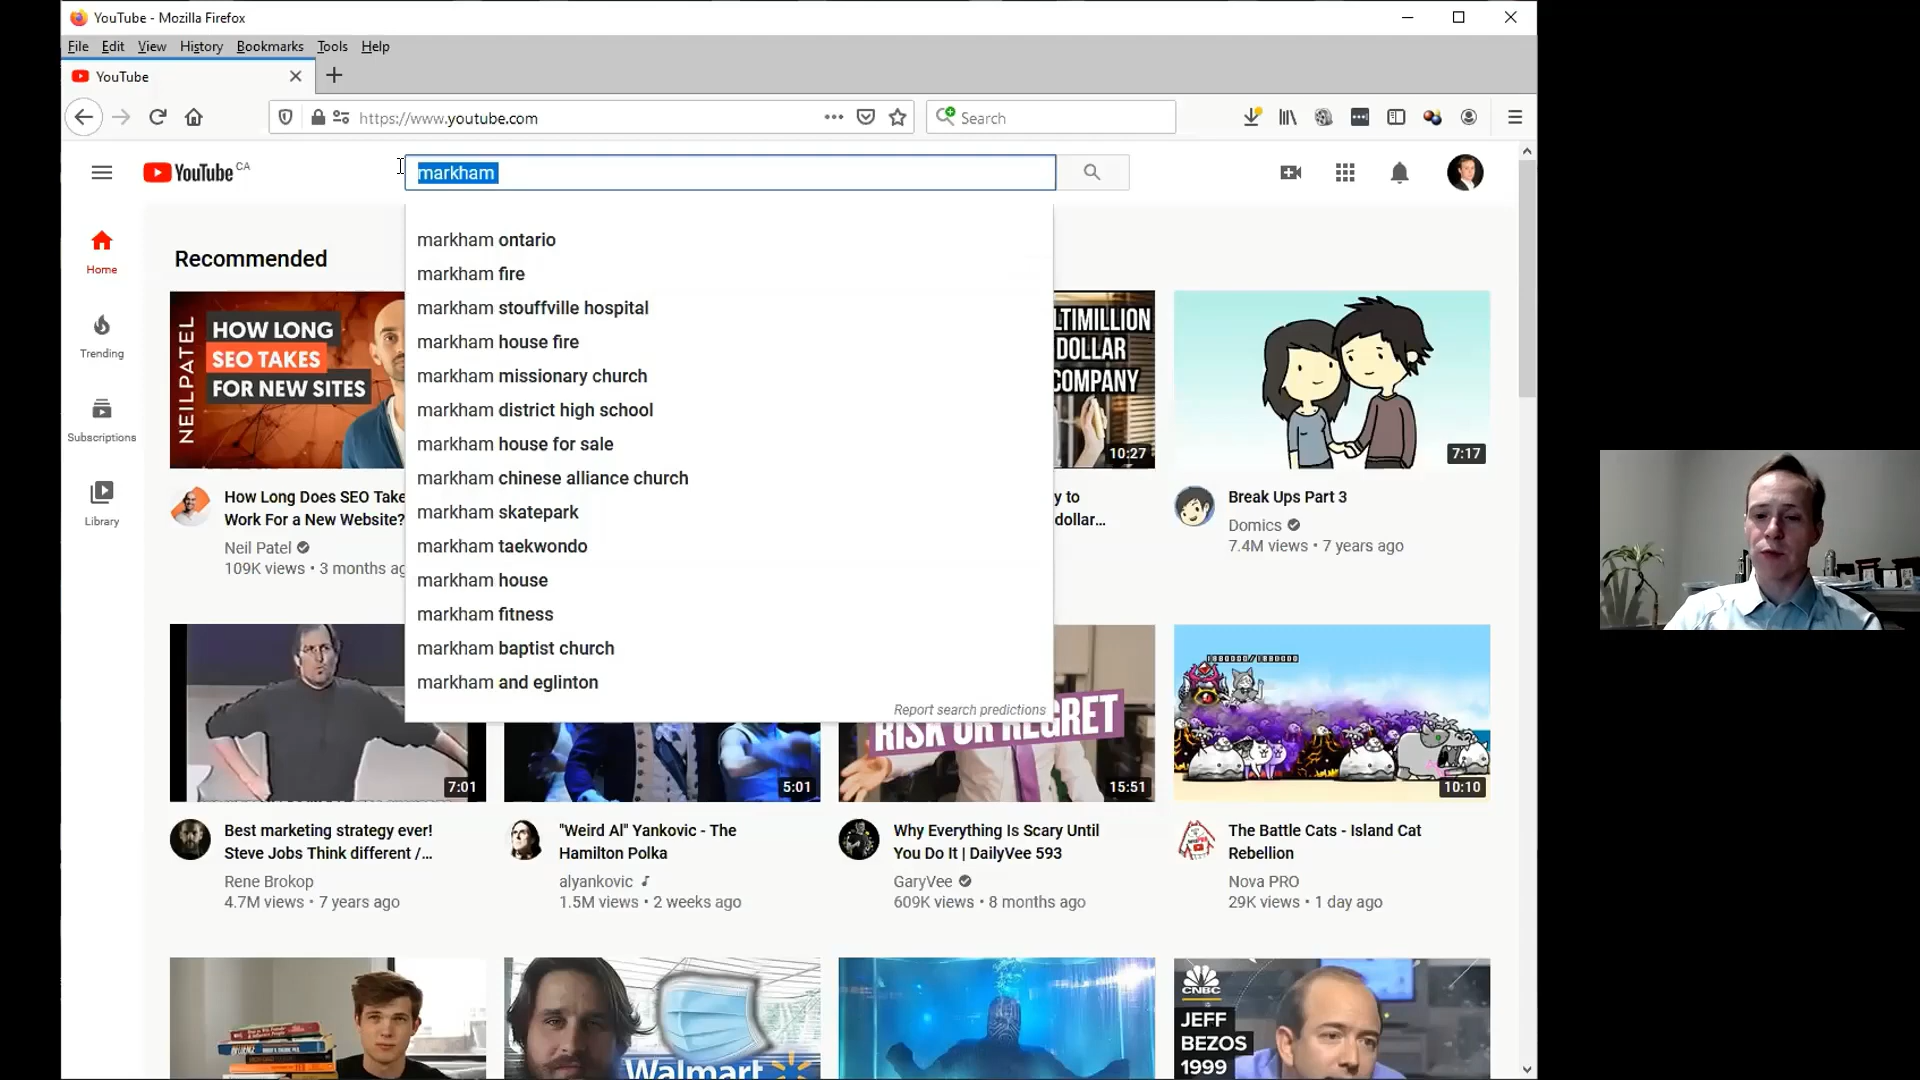 YouTube - Mozilla Firefox
File Edit View History Bookmarks Tools Help
YouTube
https://www.youtube.com
Search
YouTube CA
markham
markham ontario
markham fire
markham stouffville hospital
markham house fire
markham missionary church
markham district high school
markham house for sale
markham chinese alliance church
markham skatepark
markham taekwondo
markham house
markham fitness
markham baptist church
markham and eglinton
Report search predictions
Home
Trending
Subscriptions
Library
Recommended
NEILPATEL
HOW LONG
SEO TAKES
FOR NEW SITES
How Long Does SEO Take
Work For a New Website?
Neil Patel
109K views • 3 months ag
LTIMILLION
DOLLAR
COMPANY
10:27
y to
dollar...
7:17
Break Ups Part 3
Domics
7.4M views • 7 years ago
7:01
Best marketing strategy ever!
Steve Jobs Think different /...
Rene Brokop
4.7M views • 7 years ago
5:01
"Weird Al" Yankovic - The
Hamilton Polka
alyankovic
1.5M views • 2 weeks ago
RISK OR REGRET
15:51
Why Everything Is Scary Until
You Do It | DailyVee 593
GaryVee
609K views • 8 months ago
10:10
The Battle Cats - Island Cat
Rebellion
Nova PRO
29K views • 1 day ago
Walmart
CNBC
JEFF
BEZOS
1999